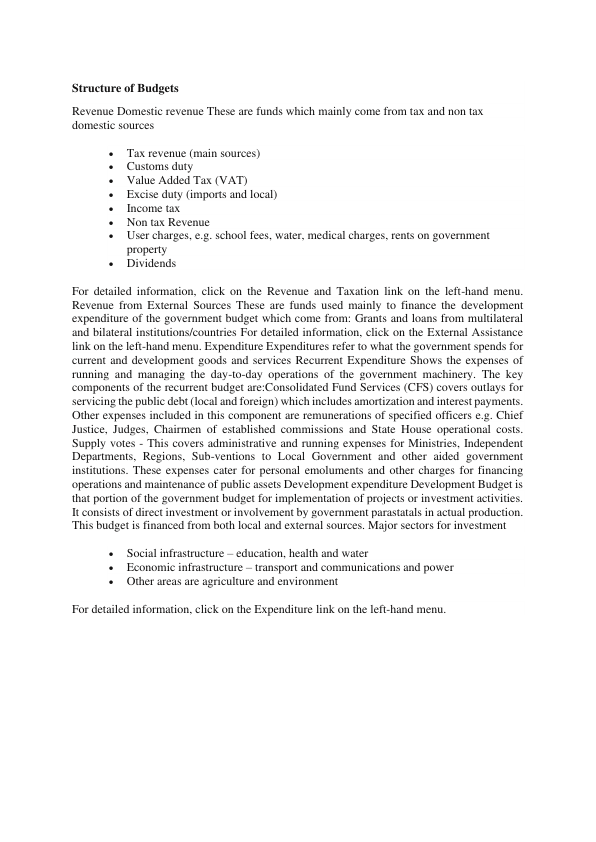 Structure of Budgets
Revenue Domestic revenue These are funds which mainly come from tax and non tax
domestic sources
• Tax revenue (main sources)
• Customs duty
• Value Added Tax (VAT)
• Excise duty (imports and local)
• Income tax
• Non tax Revenue
• User charges, e.g. school fees, water, medical charges, rents on government
property
• Dividends
For detailed information, click on the Revenue and Taxation link on the left-hand menu.
Revenue from External Sources These are funds used mainly to finance the development
expenditure of the government budget which come from: Grants and loans from multilateral
and bilateral institutions/countries For detailed information, click on the External Assistance
link on the left-hand menu. Expenditure Expenditures refer to what the government spends for
current and development goods and services Recurrent Expenditure Shows the expenses of
running and managing the day-to-day operations of the government machinery. The key
components of the recurrent budget are:Consolidated Fund Services (CFS) covers outlays for
servicing the public debt (local and foreign) which includes amortization and interest payments.
Other expenses included in this component are remunerations of specified officers e.g. Chief
Justice, Judges, Chairmen of established commissions and State House operational costs.
Supply votes - This covers administrative and running expenses for Ministries, Independent
Departments, Regions, Sub-ventions to Local Government and other aided government
institutions. These expenses cater for personal emoluments and other charges for financing
operations and maintenance of public assets Development expenditure Development Budget is
that portion of the government budget for implementation of projects or investment activities.
It consists of direct investment or involvement by government parastatals in actual production.
This budget is financed from both local and external sources. Major sectors for investment
• Social infrastructure – education, health and water
• Economic infrastructure – transport and communications and power
• Other areas are agriculture and environment
For detailed information, click on the Expenditure link on the left-hand menu.